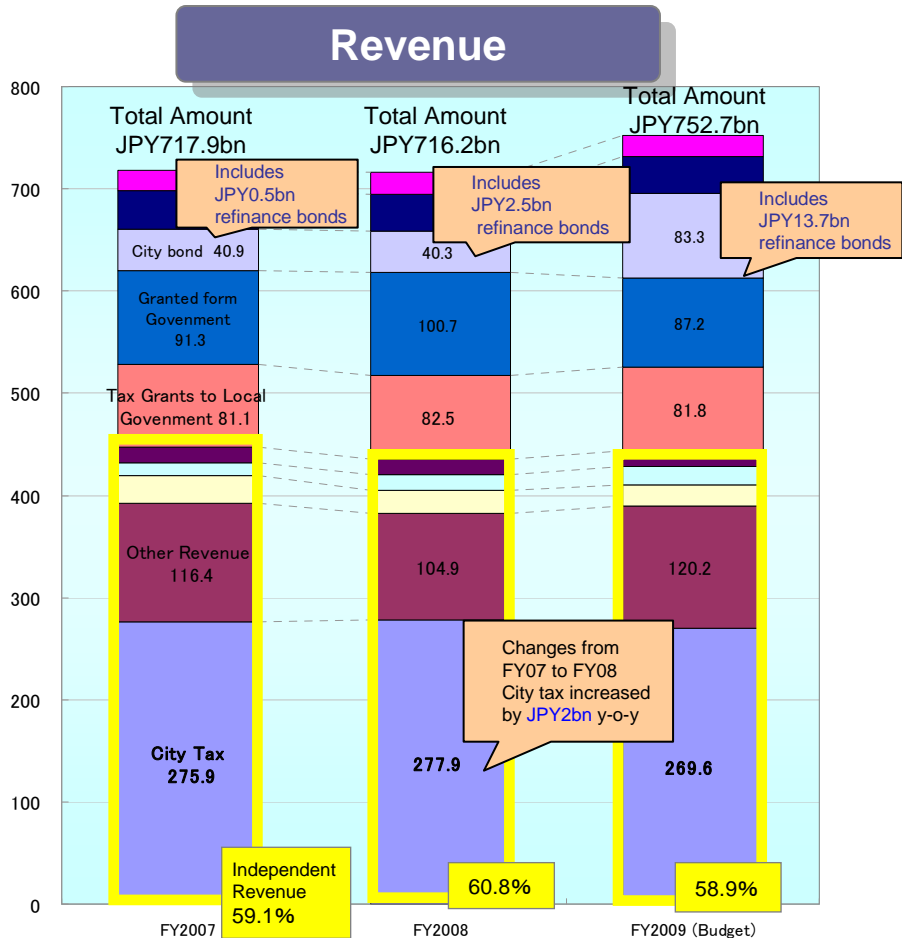 Revenue
800
700
600
500
400
300
200
100
0
Total Amount
JPY717.9bn
Total Amount
JPY716.2bn
Total Amount
JPY752.7bn
Includes
JPY0.5bn
refinance bonds
Includes
JPY2.5bn
refinance bonds
Includes
JPY13.7bn
refinance bonds
City bond 40.9
40.3
83.3
Granted form
Govenment
91.3
100.7
87.2
Tax Grants to Local
Govenment 81.1
82.5
81.8
Other Revenue
116.4
104.9
120.2
Changes from
FY07 to FY08
City tax increased
by JPY2bn y-o-y
City Tax
275.9
277.9
269.6
Independent
Revenue
59.1%
60.8%
58.9%
FY2007
FY2008
FY2009 (Budget)